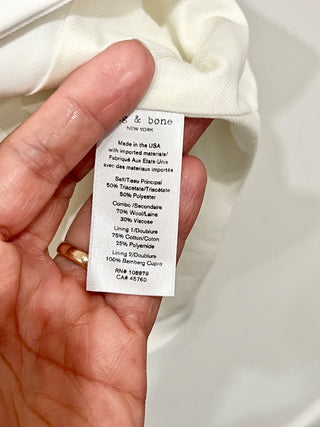 g & bone
NEW YORK
Made in the USA
with imported materials/
Fabriqué Aux Etats-Unis
avec des materiaux importés
Self/Tissu Principal
50% Triacetate/Triacétate
50% Polyester
Combo /Secondaire
70% Wool/Laine
30% Viscose
Lining 1/Doublure
75% Cotton/Coton
25% Polyamide
Lining 2/Doublure
100% Bemberg Cupro
RN# 108879
CA# 45760